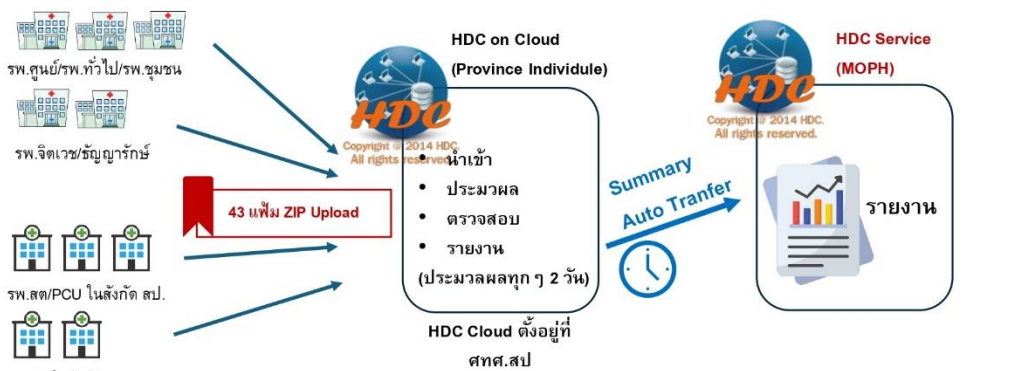 รพ.ศูนย์/รพ.ทั่วไป/รพ.ชุมชน
รพ.จิตเวช/ธัญญารักษ์
43 แฟ้ม ZIP Upload
รพ.สต/PCU ในสังกัด สป.
HDC on Cloud
(Province Individule)
HDC
Copyright @ 2014 HDC.
All rights reserved.
• นำเข้า
• ประมวผล
• ตรวจสอบ
• รายงาน
(ประมวลผลทุก ๆ 2 วัน)
HDC Cloud ตั้งอยู่ที่
ศทศ.สป
Summary
Auto Tranfer
HDC Service
(MOPH)
HDC
Copyright @ 2014 HDC.
All rights reserved.
รายงาน